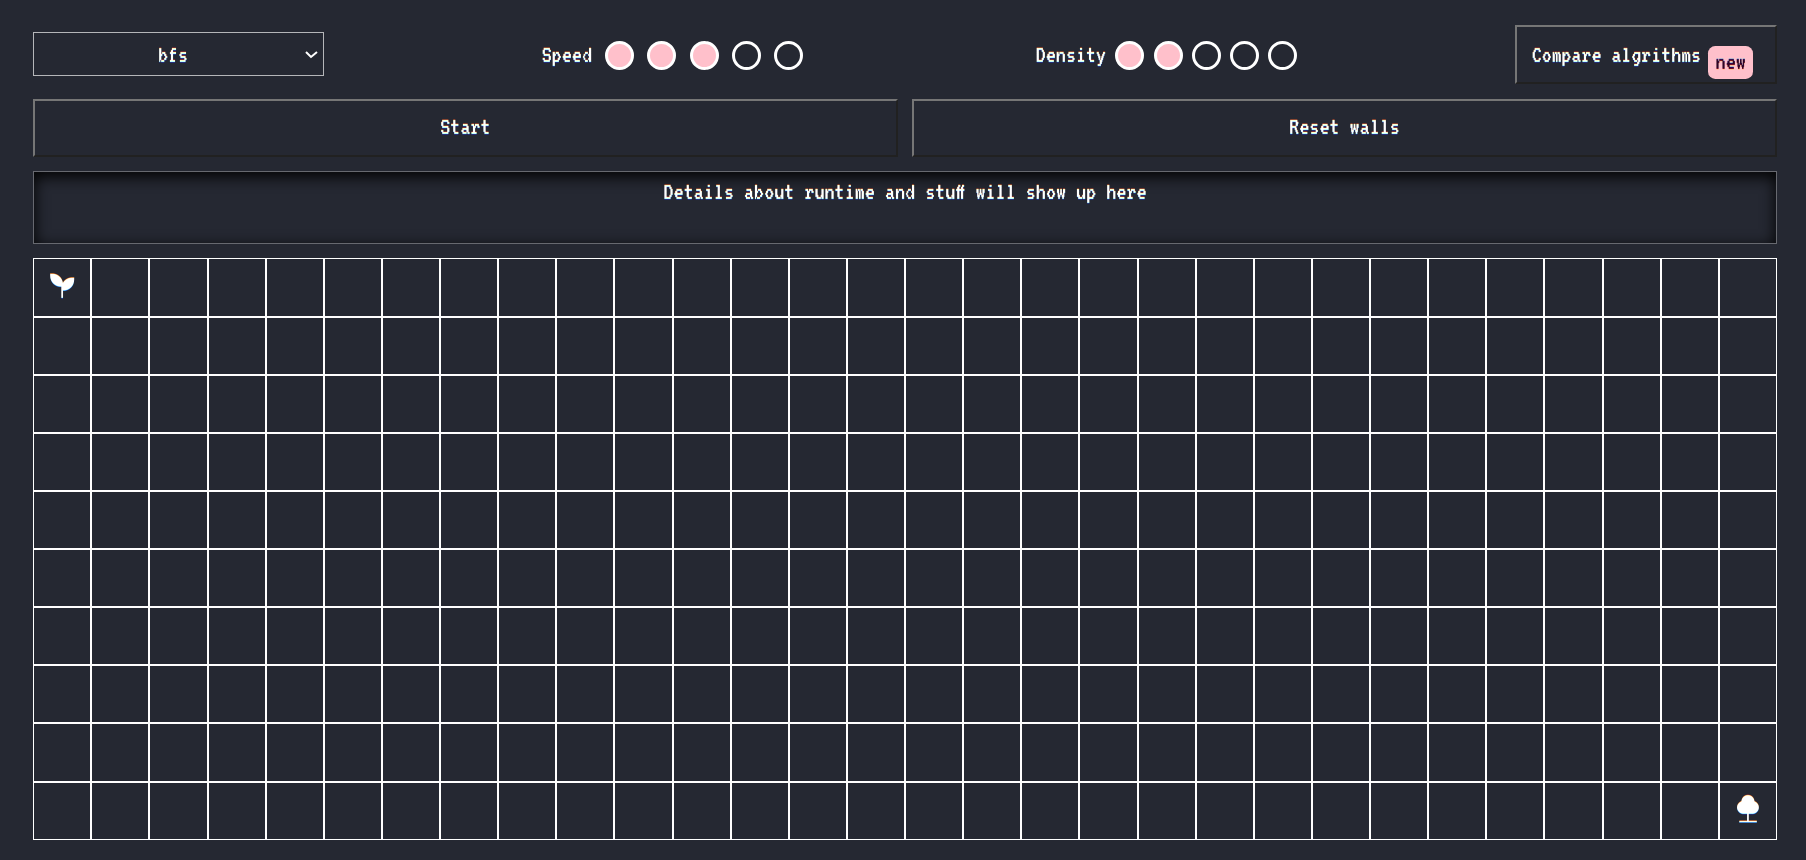 bfs
Speed
Density
Compare algrithms new
Start
Reset walls
Details about runtime and stuff will show up here